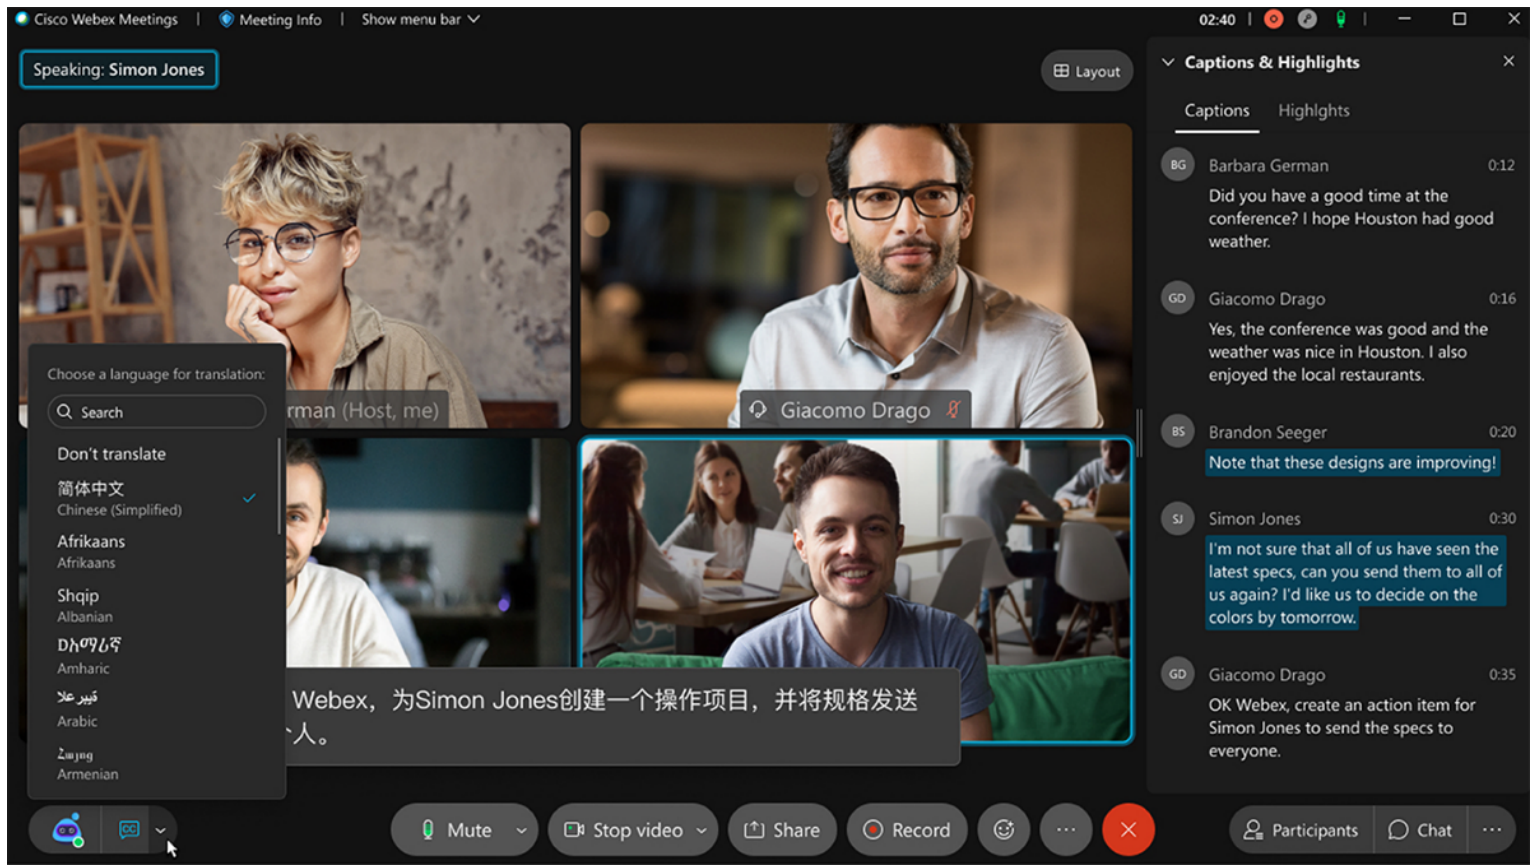 Cisco Webex Meetings | Meeting Info | Show menu bar
02:40
Speaking: Simon Jones
Layout
rman (Host, me)
Giacomo Drago
Choose a language for translation:
Search
Don't translate
简体中文
Chinese (Simplified)
Afrikaans
Afrikaans
Shqip
Albanian
Amharic
Arabic
Armenian
Webex，为Simon Jones创建一个操作项目，并将规格发送
人。
CC
Mute
Stop video
Share
Record
Captions & Highlights
Captions
Highlghts
BG
Barbara German
0:12
Did you have a good time at the
conference? I hope Houston had good
weather.
GD
Giacomo Drago
0:16
Yes, the conference was good and the
weather was nice in Houston. I also
enjoyed the local restaurants.
BS
Brandon Seeger
0:20
Note that these designs are improving!
SJ
Simon Jones
0:30
I'm not sure that all of us have seen the
latest specs, can you send them to all of
us again? I'd like us to decide on the
colors by tomorrow.
GD
Giacomo Drago
0:35
OK Webex, create an action item for
Simon Jones to send the specs to
everyone.
Participants
Chat